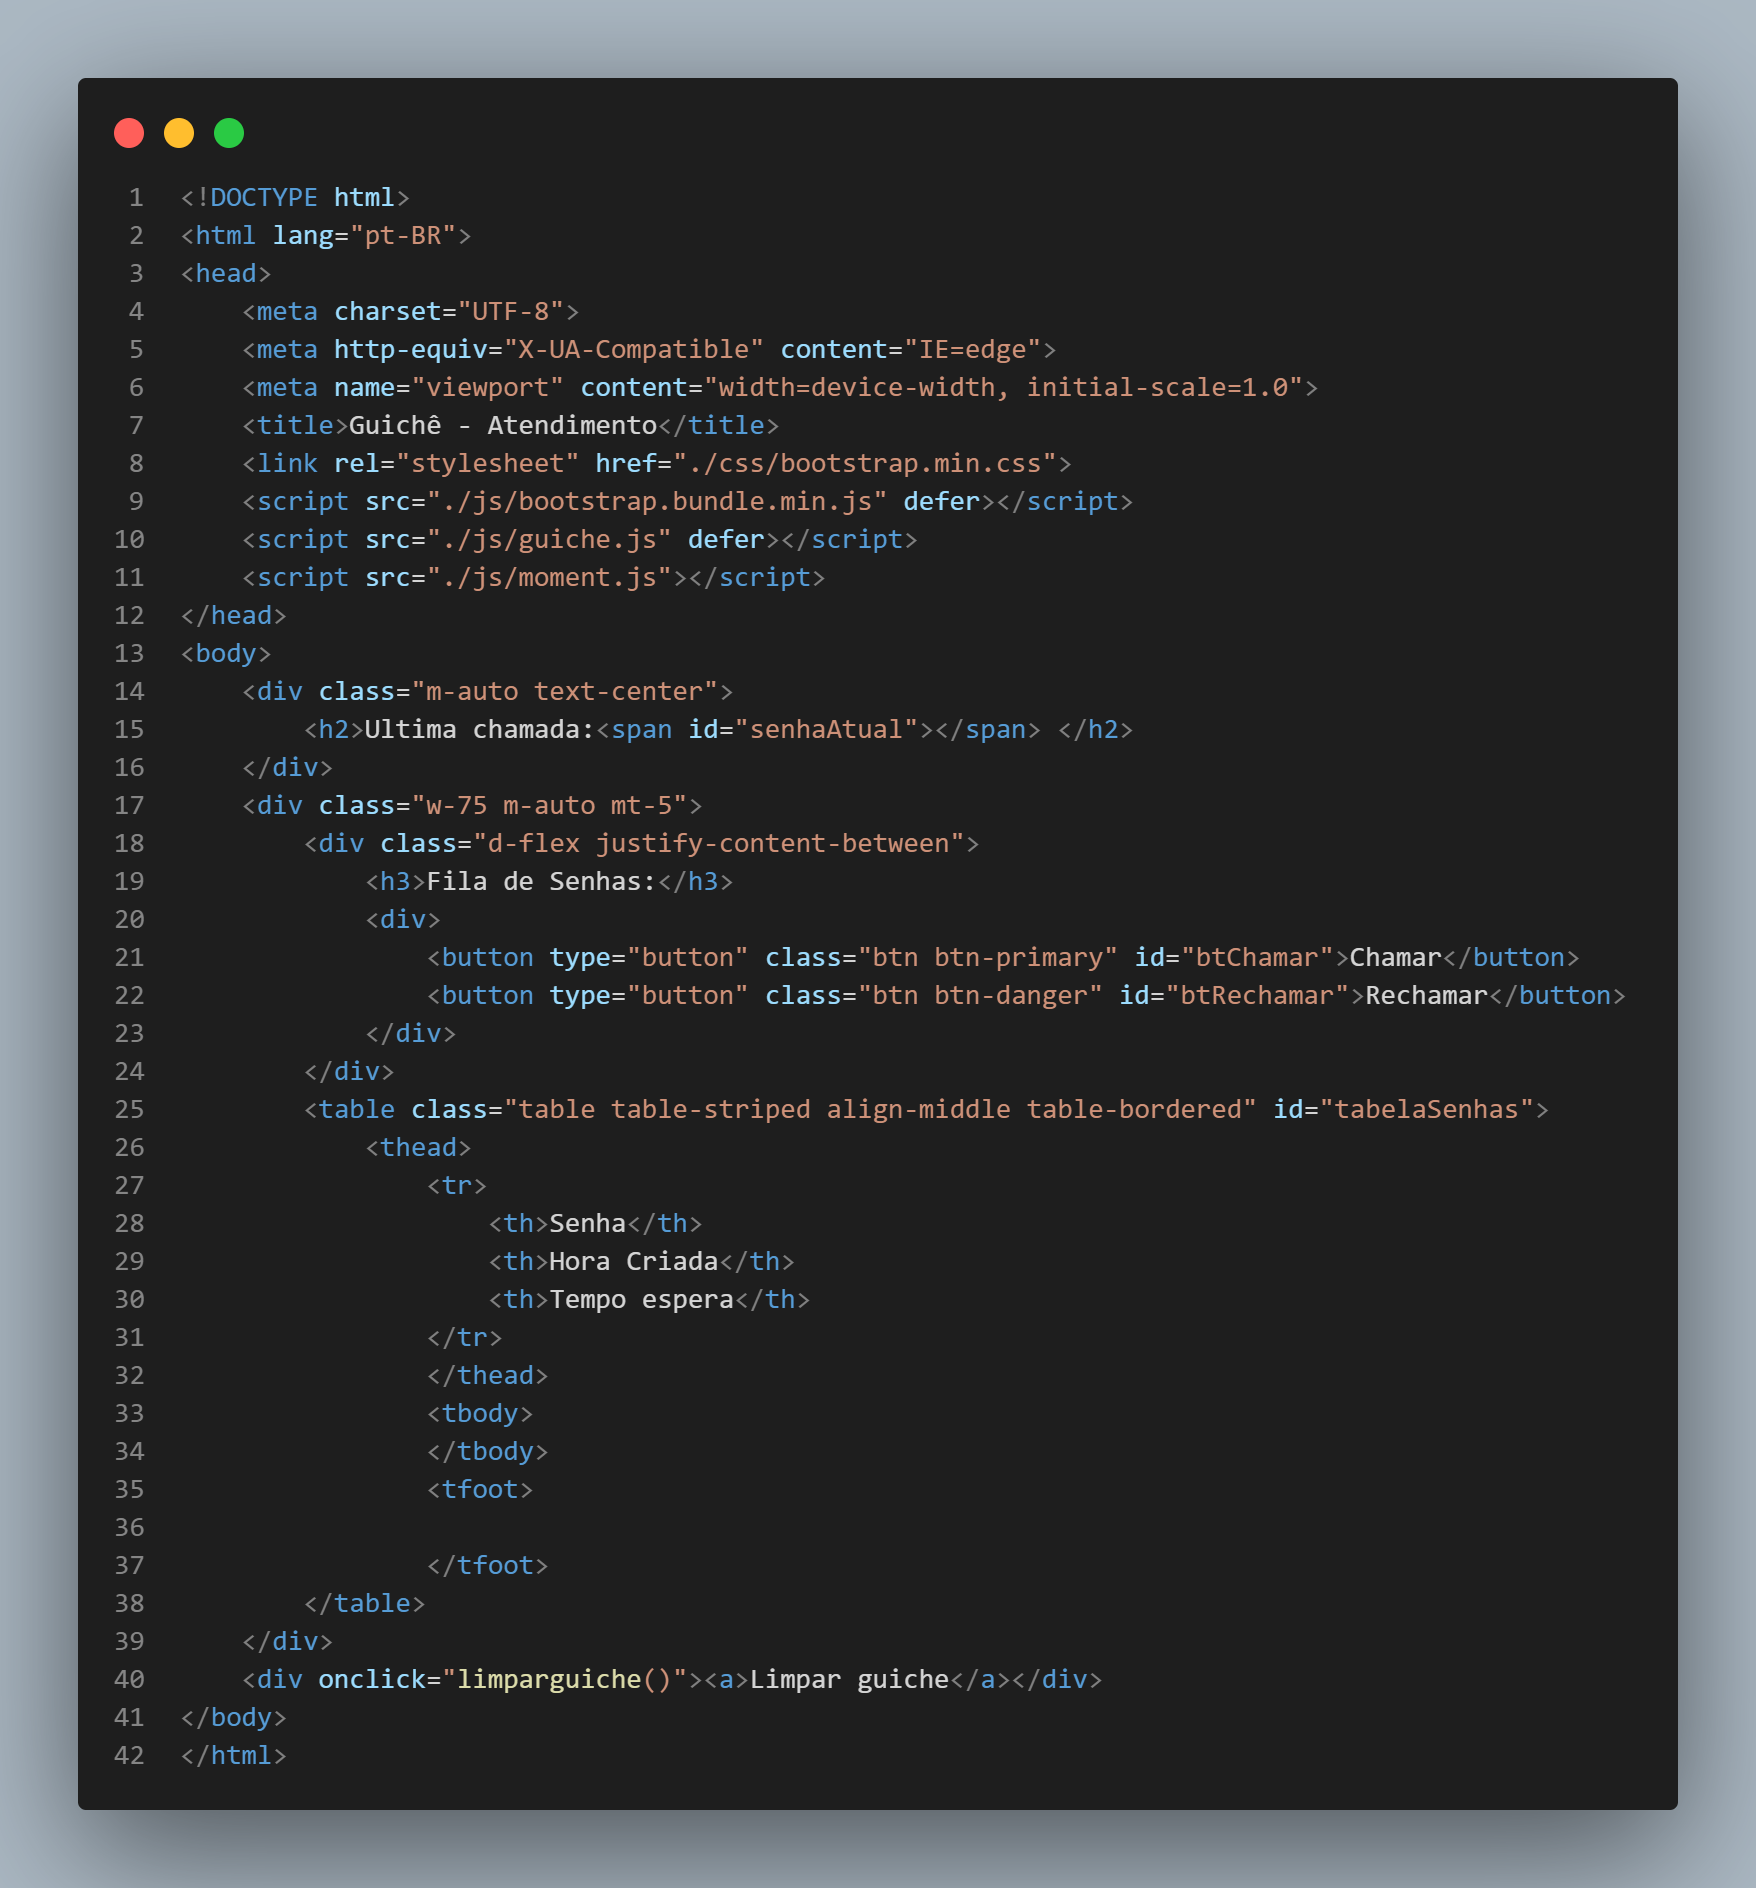 1 <!DOCTYPE html>
2 <html lang="pt-BR">
3 <head>
4     <meta charset="UTF-8">
5     <meta http-equiv="X-UA-Compatible" content="IE=edge">
6     <meta name="viewport" content="width=device-width, initial-scale=1.0">
7     <title>Guichê - Atendimento</title>
8     <link rel="stylesheet" href="./css/bootstrap.min.css">
9     <script src="./js/bootstrap.bundle.min.js" defer></script>
10     <script src="./js/guiche.js" defer></script>
11     <script src="./js/moment.js"></script>
12 </head>
13 <body>
14     <div class="m-auto text-center">
15         <h2>Ultima chamada:<span id="senhaAtual"></span> </h2>
16     </div>
17     <div class="w-75 m-auto mt-5">
18         <div class="d-flex justify-content-between">
19             <h3>Fila de Senhas:</h3>
20             <div>
21                 <button type="button" class="btn btn-primary" id="btChamar">Chamar</button>
22                 <button type="button" class="btn btn-danger" id="btRechamar">Rechamar</button>
23             </div>
24         </div>
25         <table class="table table-striped align-middle table-bordered" id="tabelaSenhas">
26             <thead>
27                 <tr>
28                     <th>Senha</th>
29                     <th>Hora Criada</th>
30                     <th>Tempo espera</th>
31                 </tr>
32                 </thead>
33                 <tbody>
34                 </tbody>
35                 <tfoot>
36
37                 </tfoot>
38         </table>
39     </div>
40     <div onclick="limparguiche()"><a>Limpar guiche</a></div>
41 </body>
42 </html>